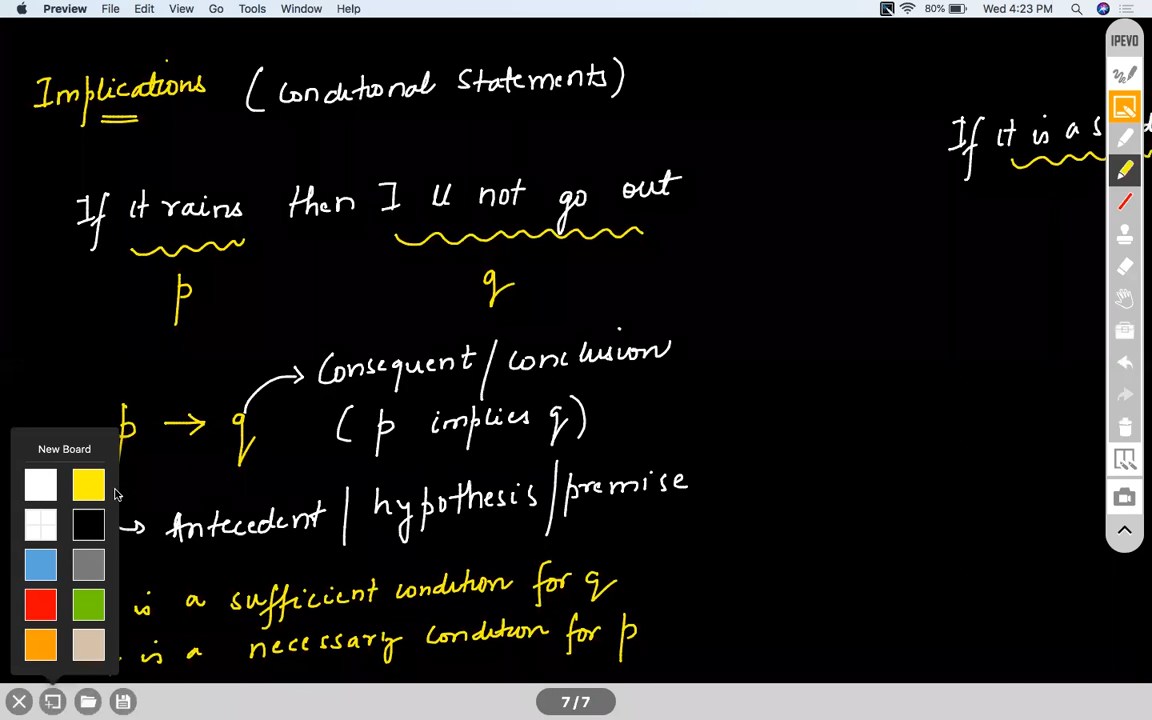 Preview File Edit View Go Tools Window Help 80% Wed 4:23 PM
IPEVO
Implications (Conditional Statements)
If it is a s
If it rains then I ll not go out
p q
Consequent/conclusion
p → q (p implies q)
New Board
→ Antecedent / hypothesis / premise
is a sufficient condition for q
is a necessary condition for p
7/7